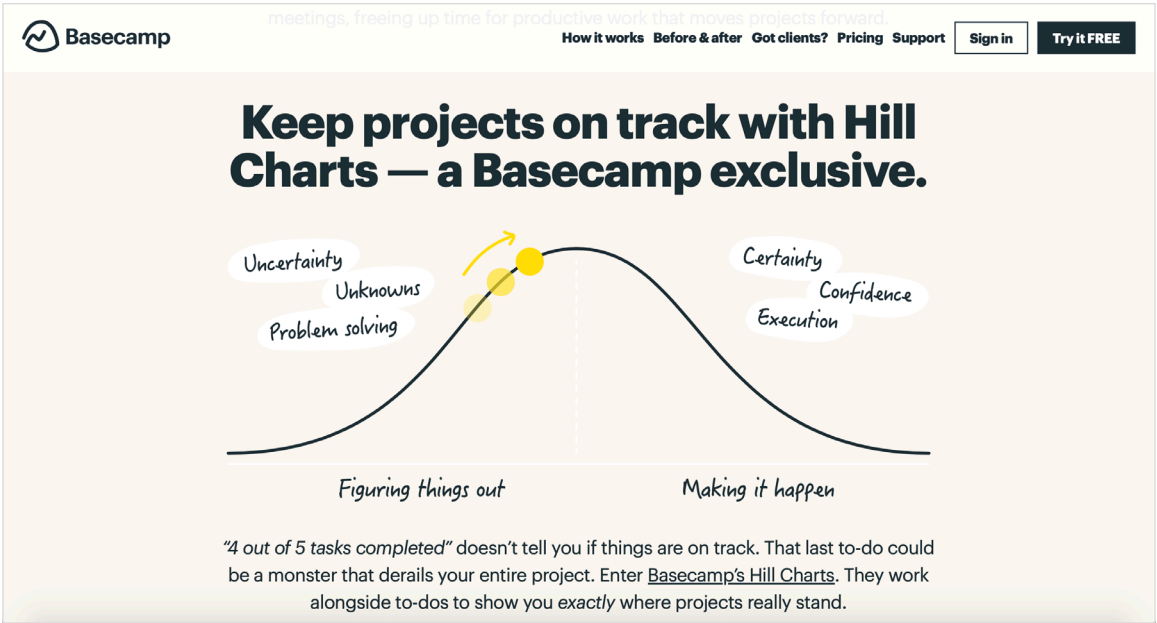 meetings, freeing up time for productive work that moves projects forward.
Basecamp
How it works Before & after Got clients? Pricing Support Sign in Try it FREE
Keep projects on track with Hill
Charts — a Basecamp exclusive.
Uncertainty
Unknowns
Problem solving
Certainty
Confidence
Execution
Figuring things out
Making it happen
“4 out of 5 tasks completed” doesn’t tell you if things are on track. That last to-do could
be a monster that derails your entire project. Enter Basecamp’s Hill Charts. They work
alongside to-dos to show you exactly where projects really stand.